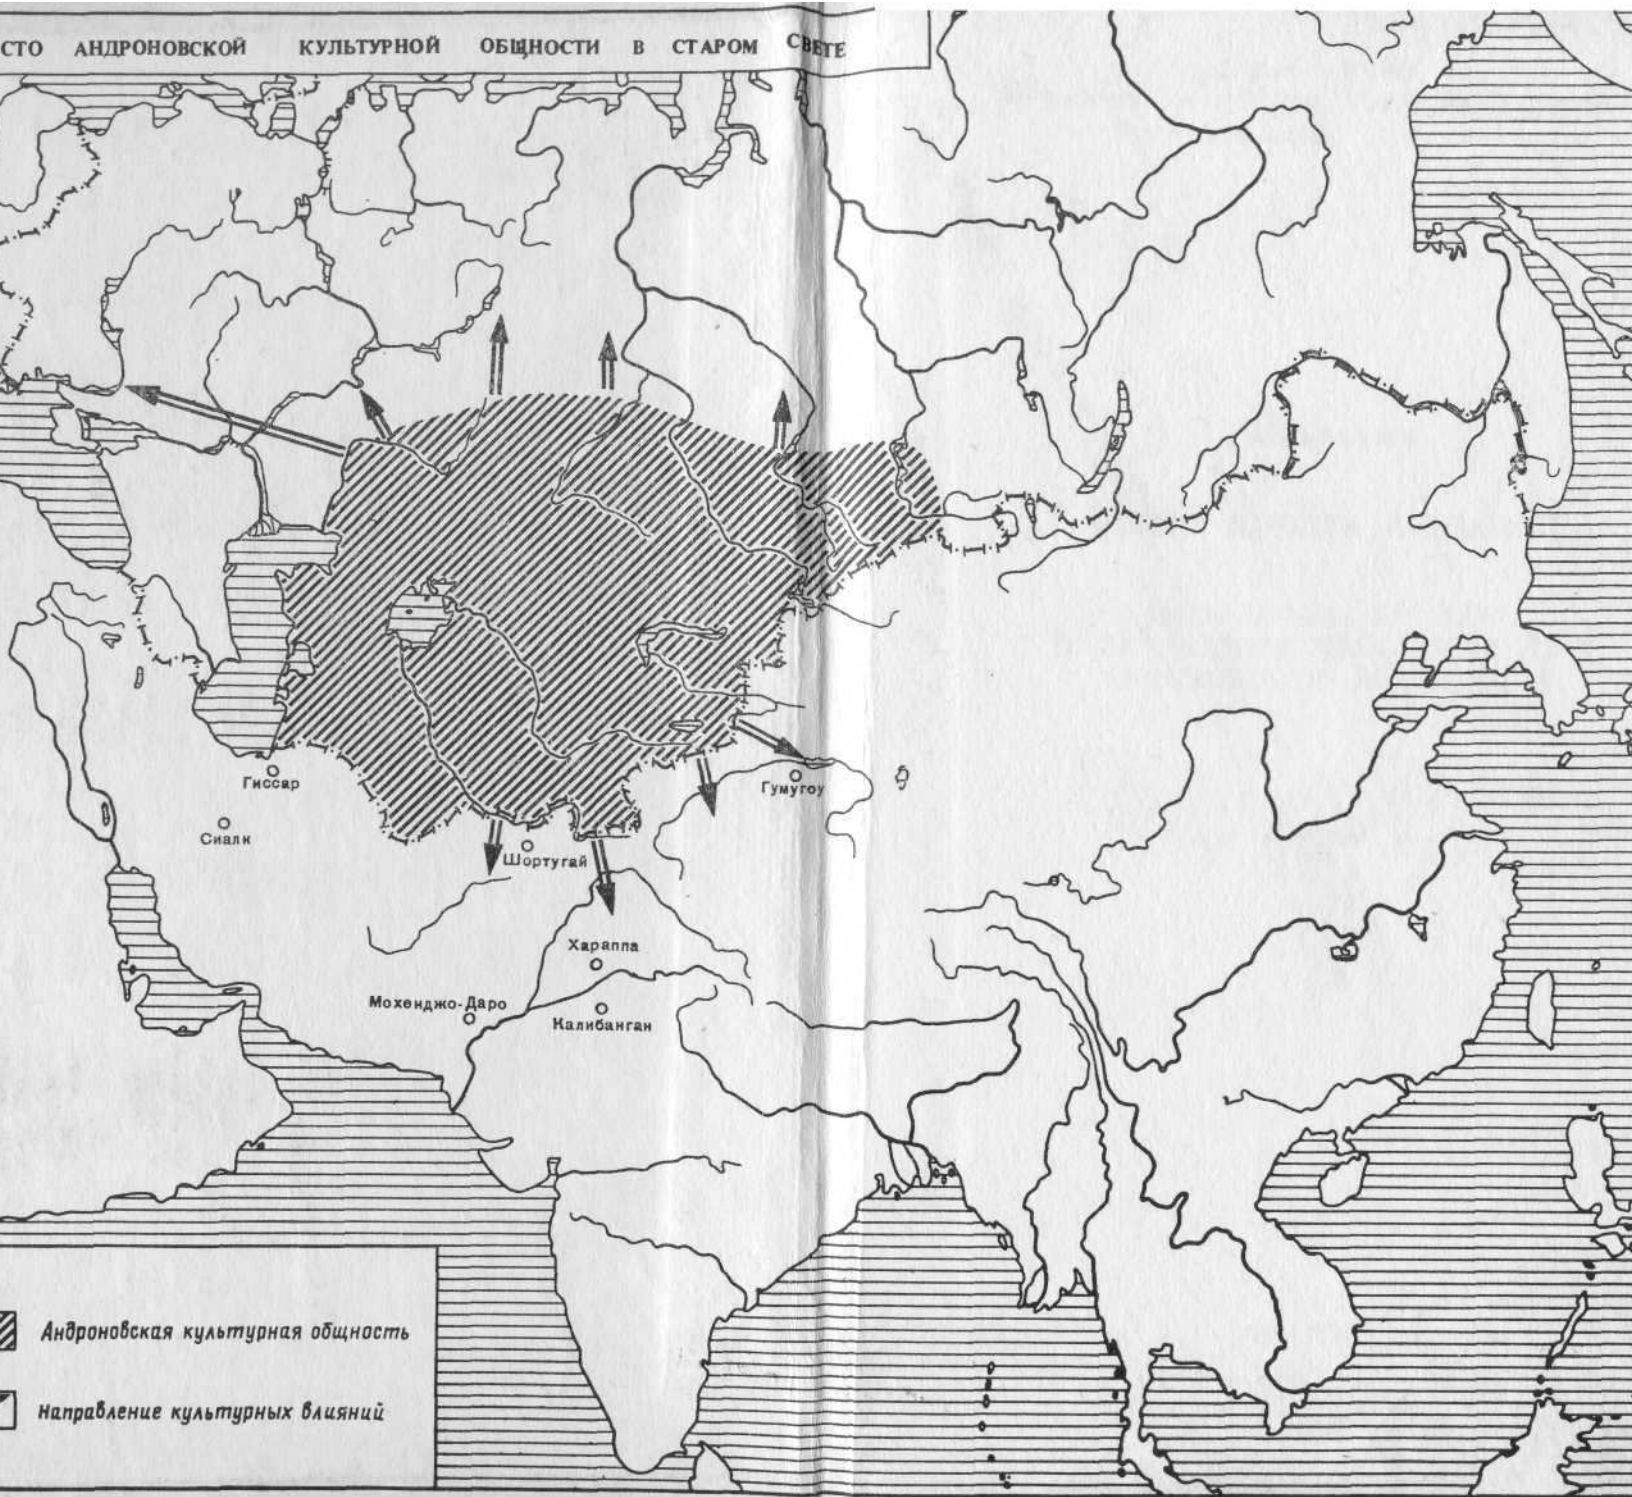 СТО АНДРОНОВСКОЙ КУЛЬТУРНОЙ ОБЩНОСТИ В СТАРОМ СВЕТЕ
Гиссар
Гумугоу
Сиалк
Шортугай
Хараппа
Мохенджо-Даро
Калибанган
Андроновская культурная общность
Направление культурных влияний